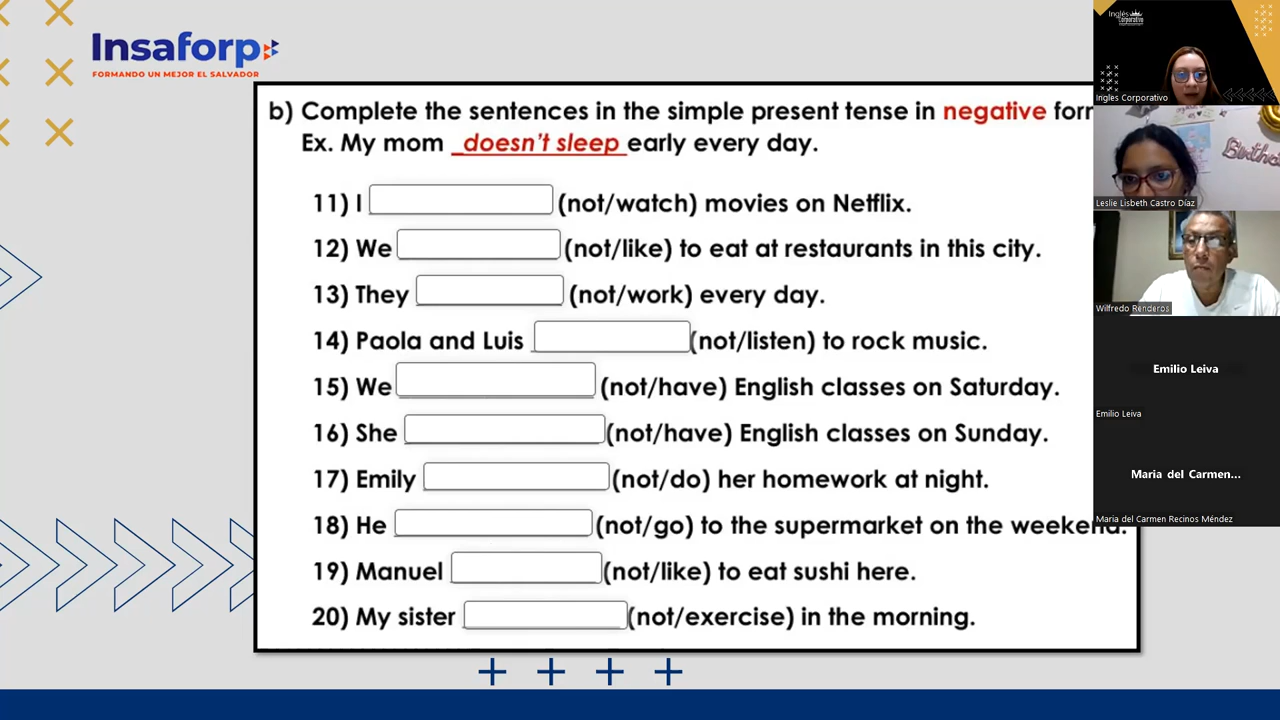 Insaforp
FORMANDO UN MEJOR EL SALVADOR
b) Complete the sentences in the simple present tense in negative for
Ex. My mom _doesn't sleep_ early every day.
11) I (not/watch) movies on Netflix.
12) We (not/like) to eat at restaurants in this city.
13) They (not/work) every day.
14) Paola and Luis (not/listen) to rock music.
15) We (not/have) English classes on Saturday.
16) She (not/have) English classes on Sunday.
17) Emily (not/do) her homework at night.
18) He (not/go) to the supermarket on the weekend.
19) Manuel (not/like) to eat sushi here.
20) My sister (not/exercise) in the morning.
Inglés
Corporativo
Ingles Corporativo
Birthda
Leslie Lisbeth Castro Díaz
Wilfredo Renderos
Emilio Leiva
Emilio Leiva
Maria del Carmen...
Maria del Carmen Recinos Méndez